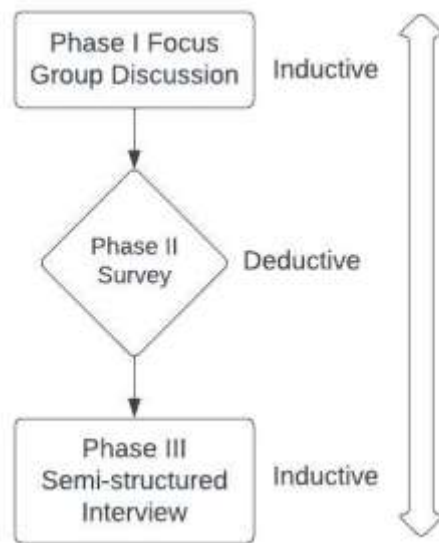 Phase I Focus
Group Discussion
Inductive
Phase II
Survey
Deductive
Phase III
Semi-structured
Interview
Inductive